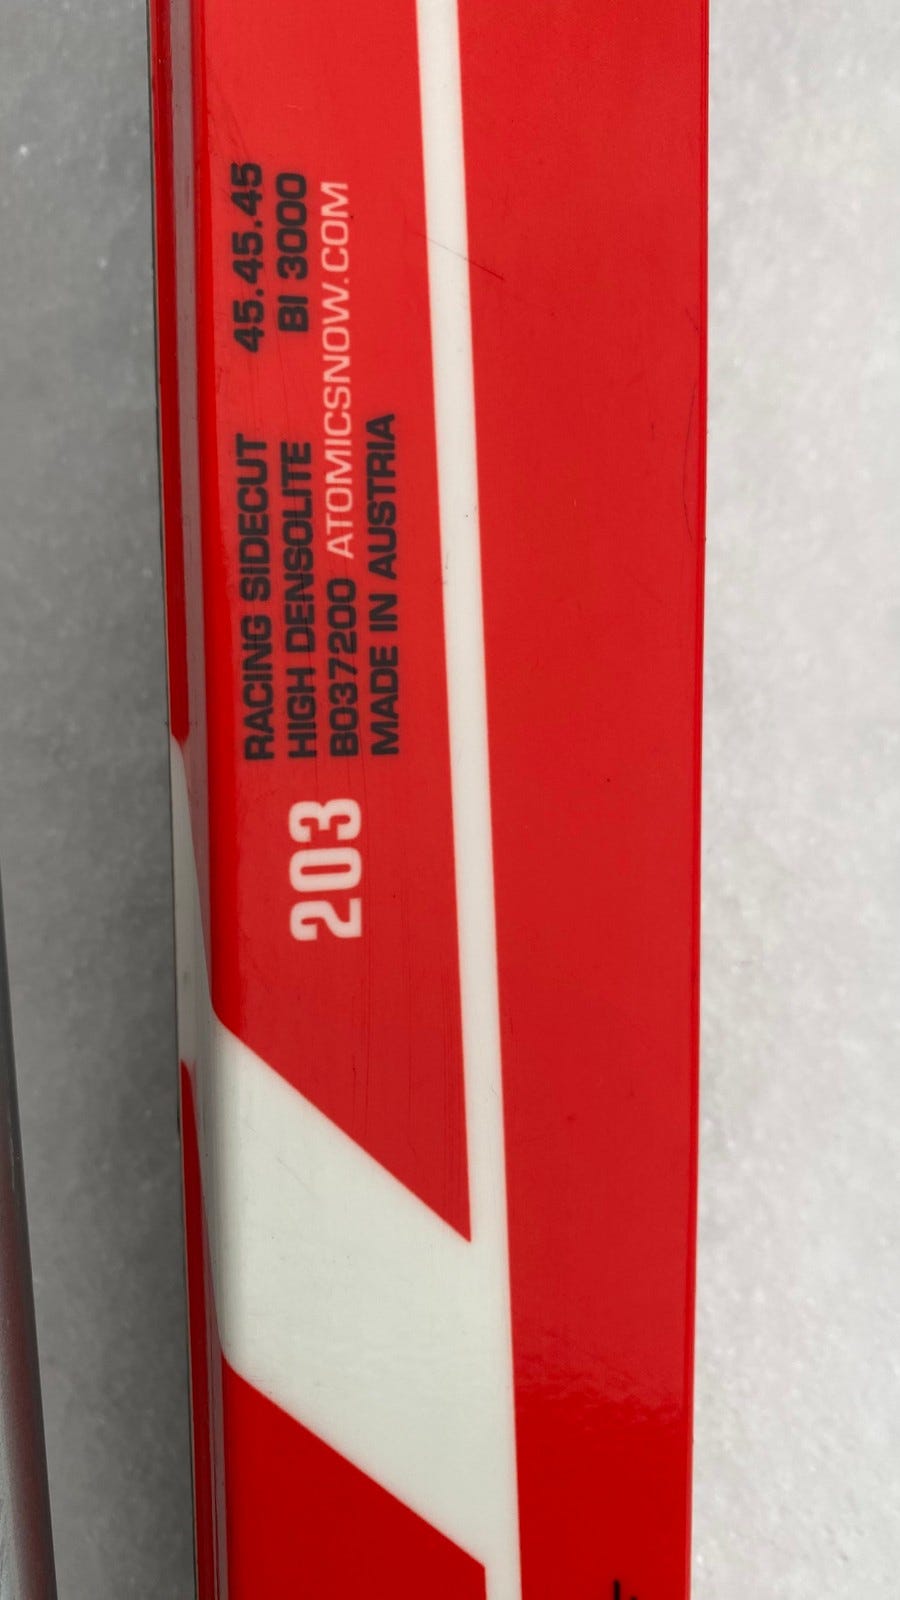 RACING SIDECUT 45.45.45
HIGH DENSOLITE BI 3000
B037200 ATOMICSNOW.COM
MADE IN AUSTRIA
203